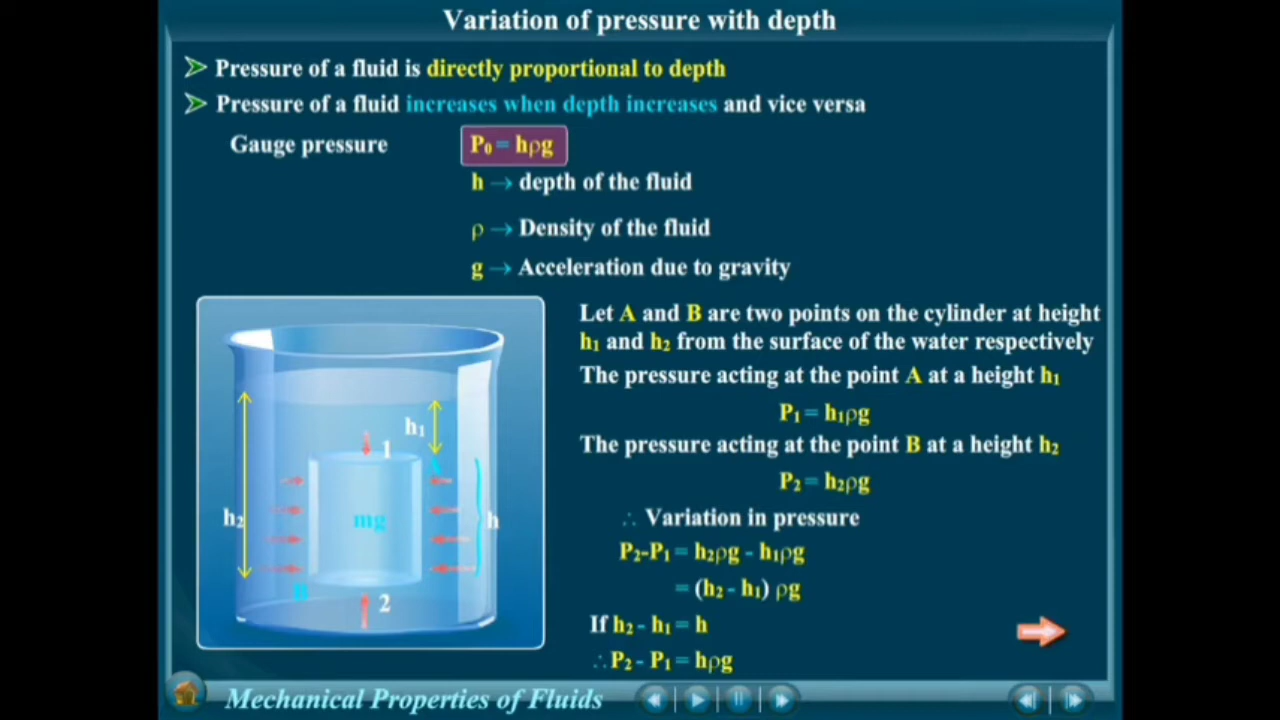 Variation of pressure with depth
Pressure of a fluid is directly proportional to depth
Pressure of a fluid increases when depth increases and vice versa
Gauge pressure P₀ = hρg
h → depth of the fluid
ρ → Density of the fluid
g → Acceleration due to gravity
Let A and B are two points on the cylinder at height
h₁ and h₂ from the surface of the water respectively
The pressure acting at the point A at a height h₁
P₁ = h₁ρg
The pressure acting at the point B at a height h₂
P₂ = h₂ρg
∴ Variation in pressure
P₂-P₁ = h₂ρg - h₁ρg
= (h₂ - h₁) ρg
If h₂ - h₁ = h
∴ P₂ - P₁ = hρg
h₁
1
A
h₂
mg
h
B
2
Mechanical Properties of Fluids